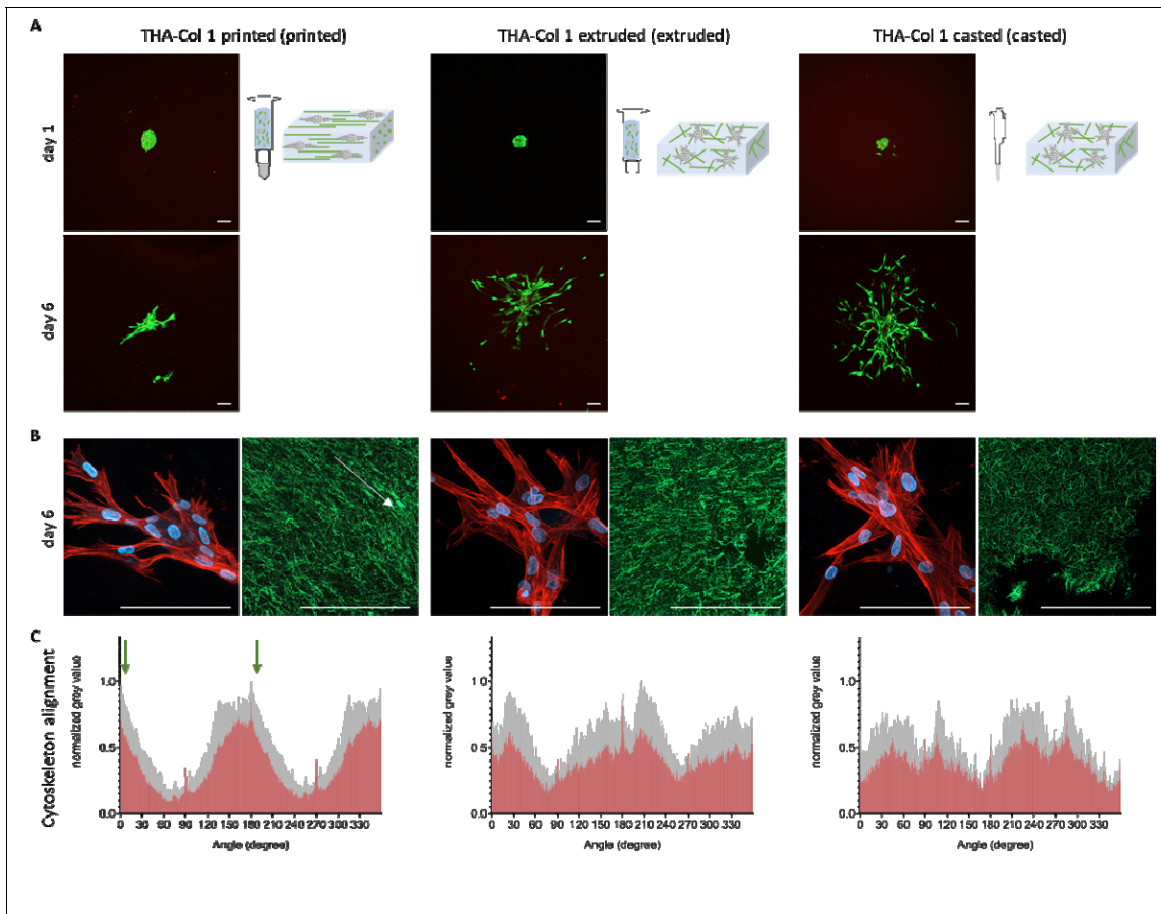 A
THA-Col 1 printed (printed)
THA-Col 1 extruded (extruded)
THA-Col 1 casted (casted)
day 1
day 6
B
day 6
C
Cytoskeleton alignment
normalized grey value
1.0
0.5
0.0
0 30 60 90 120 150 180 210 240 270 300 330
Angle (degree)
normalized grey value
1.0
0.5
0.0
0 30 60 90 120 150 180 210 240 270 300 330
Angle (degree)
normalized grey value
1.0
0.5
0.0
0 30 60 90 120 150 180 210 240 270 300 330
Angle (degree)